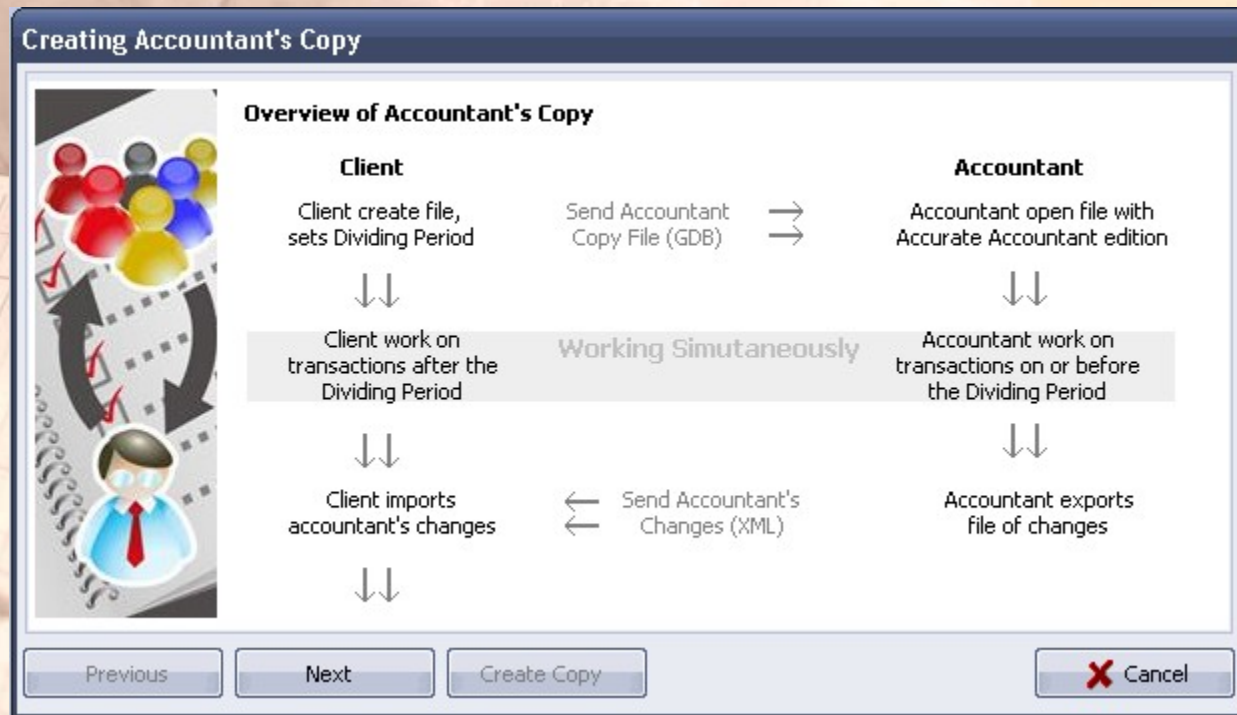 Creating Accountant's Copy
Overview of Accountant's Copy
Client
Accountant
Client create file,
sets Dividing Period
Send Accountant
Copy File (GDB)
Accountant open file with
Accurate Accountant edition
Client work on
transactions after the
Dividing Period
Working Simutaneously
Accountant work on
transactions on or before
the Dividing Period
Client imports
accountant's changes
Send Accountant's
Changes (XML)
Accountant exports
file of changes
Previous
Next
Create Copy
Cancel